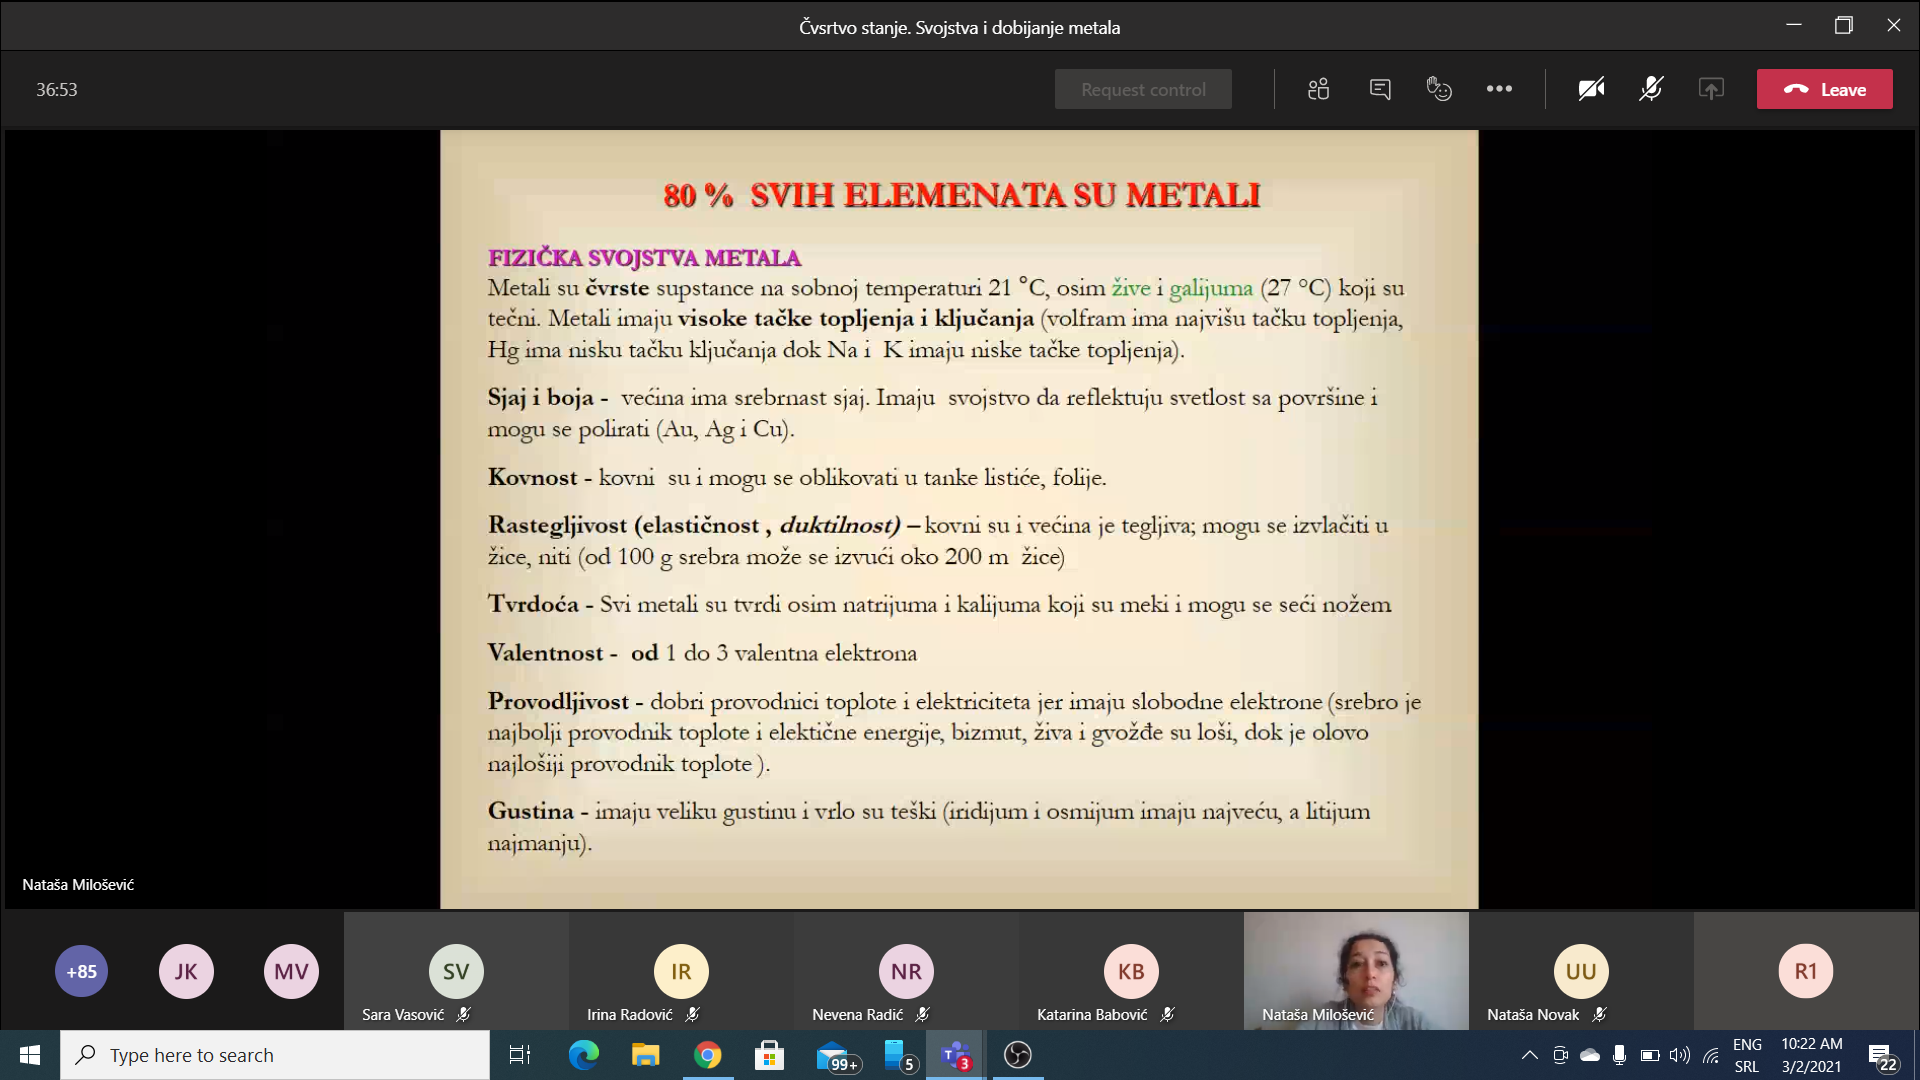 Čvsrtvo stanje. Svojstva i dobijanje metala
36:53
Request control
Leave
80 % SVIH ELEMENATA SU METALI
FIZIČKA SVOJSTVA METALA
Metali su čvrste supstance na sobnoj temperaturi 21 °C, osim žive i galijuma (27 °C) koji su
tečni. Metali imaju visoke tačke topljenja i ključanja (volfram ima najvišu tačku topljenja,
Hg ima nisku tačku ključanja dok Na i K imaju niske tačke topljenja).
Sjaj i boja - većina ima srebrnast sjaj. Imaju svojstvo da reflektuju svetlost sa površine i
mogu se polirati (Au, Ag i Cu).
Kovnost - kovni su i mogu se oblikovati u tanke listiće, folije.
Rastegljivost (elastičnost , duktilnost) – kovni su i većina je tegljiva; mogu se izvlačiti u
žice, niti (od 100 g srebra može se izvući oko 200 m žice)
Tvrdoća - Svi metali su tvrdi osim natrijuma i kalijuma koji su meki i mogu se seći nožem
Valentnost - od 1 do 3 valentna elektrona
Provodljivost - dobri provodnici toplote i elektriciteta jer imaju slobodne elektrone (srebro je
najbolji provodnik toplote i elektične energije, bizmut, živa i gvožđe su loši, dok je olovo
najlošiji provodnik toplote ).
Gustina - imaju veliku gustinu i vrlo su teški (iridijum i osmijum imaju najveću, a litijum
najmanju).
Nataša Milošević
+85
JK
MV
SV
IR
NR
KB
UU
R1
Sara Vasović
Irina Radović
Nevena Radić
Katarina Babović
Nataša Milošević
Nataša Novak
Type here to search
99+
5
3
ENG
SRL
10:22 AM
3/2/2021
22